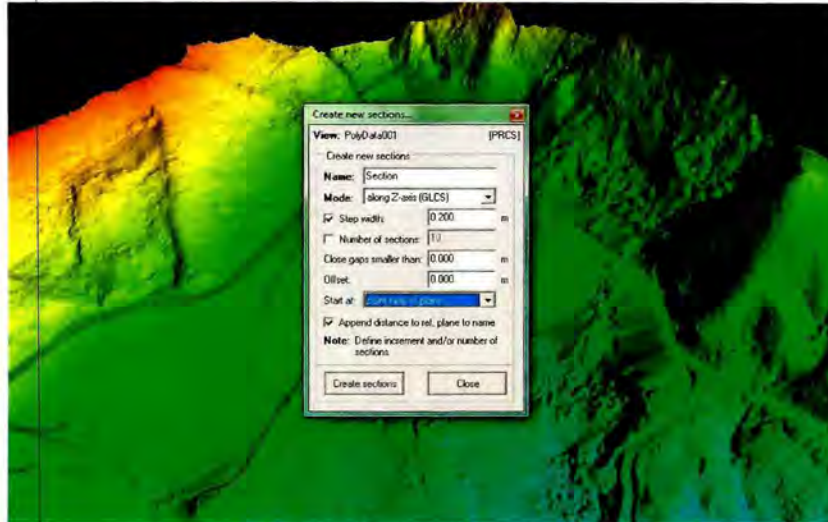 Create new sections...
View: PolyData001 [PRCS]
Create new sections
Name: Section
Mode: along Z-axis (GLCS)
Step width: 0.200 m
Number of sections: 10
Close gaps smaller than: 0.000 m
Offset: 0.000 m
Start at:
Append distance to rel. plane to name
Note: Define increment and/or number of
sections
Create sections Close